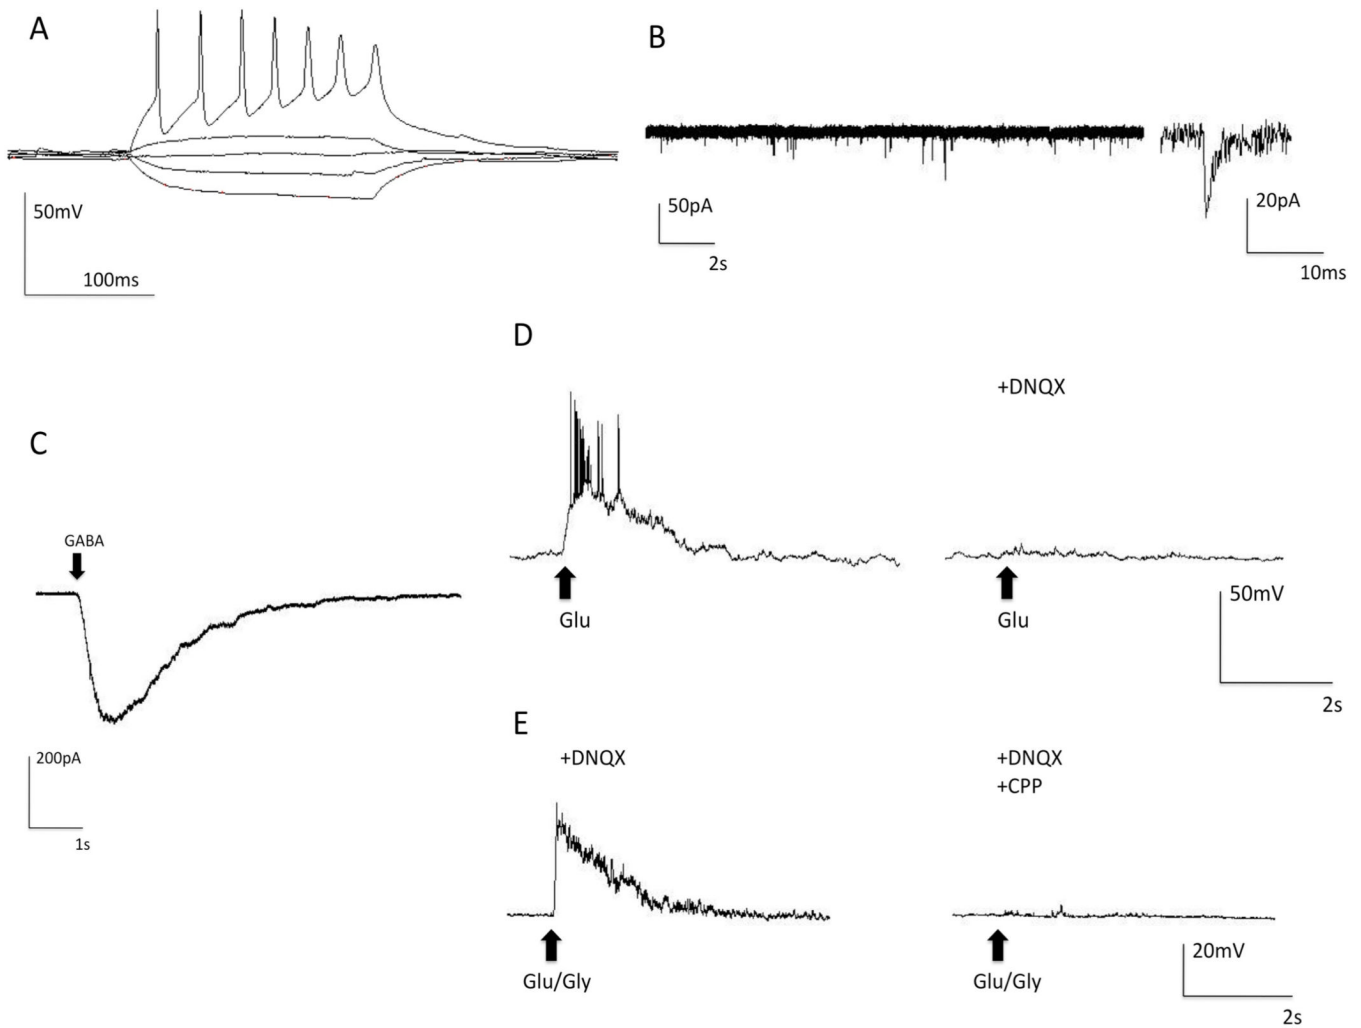 A
50mV
100ms
B
50pA
2s
20pA
10ms
C
GABA
200pA
1s
D
Glu
+DNQX
Glu
50mV
2s
E
+DNQX
Glu/Gly
+DNQX
+CPP
Glu/Gly
20mV
2s